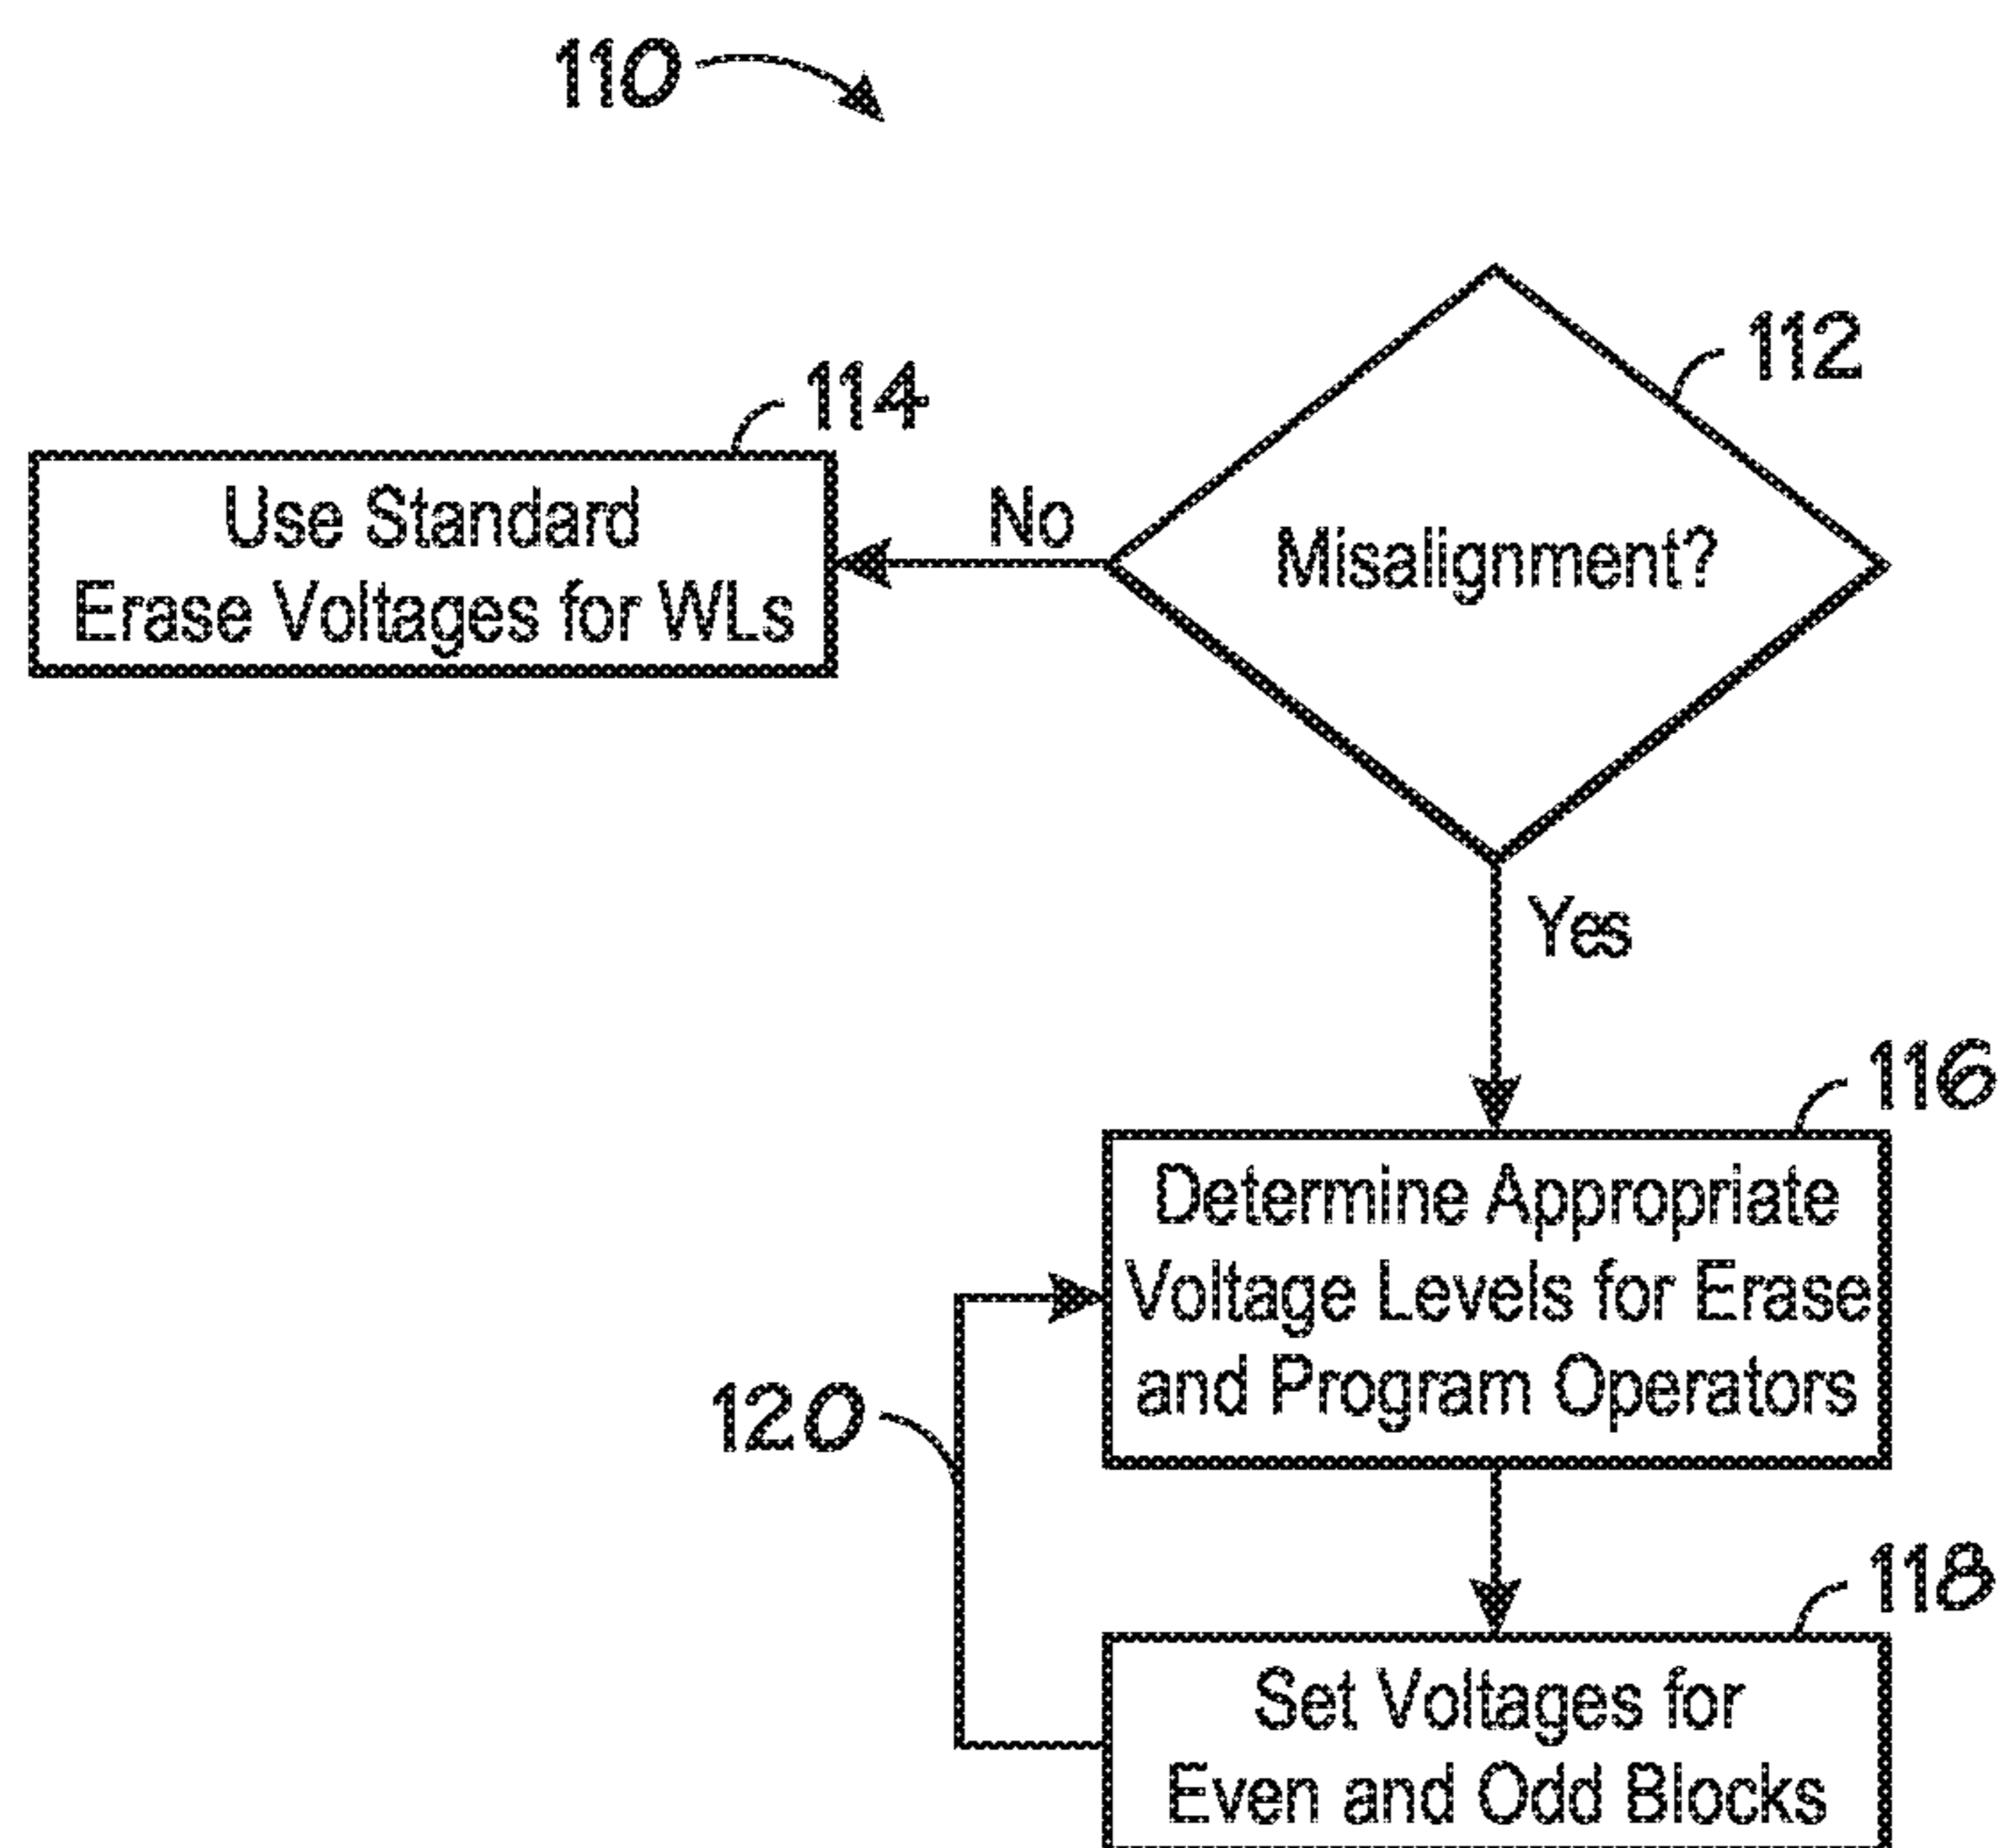 110
112
Misalignment?
114
No
Use Standard
Erase Voltages for WLs
Yes
116
Determine Appropriate
Voltage Levels for Erase
and Program Operators
120
118
Set Voltages for
Even and Odd Blocks